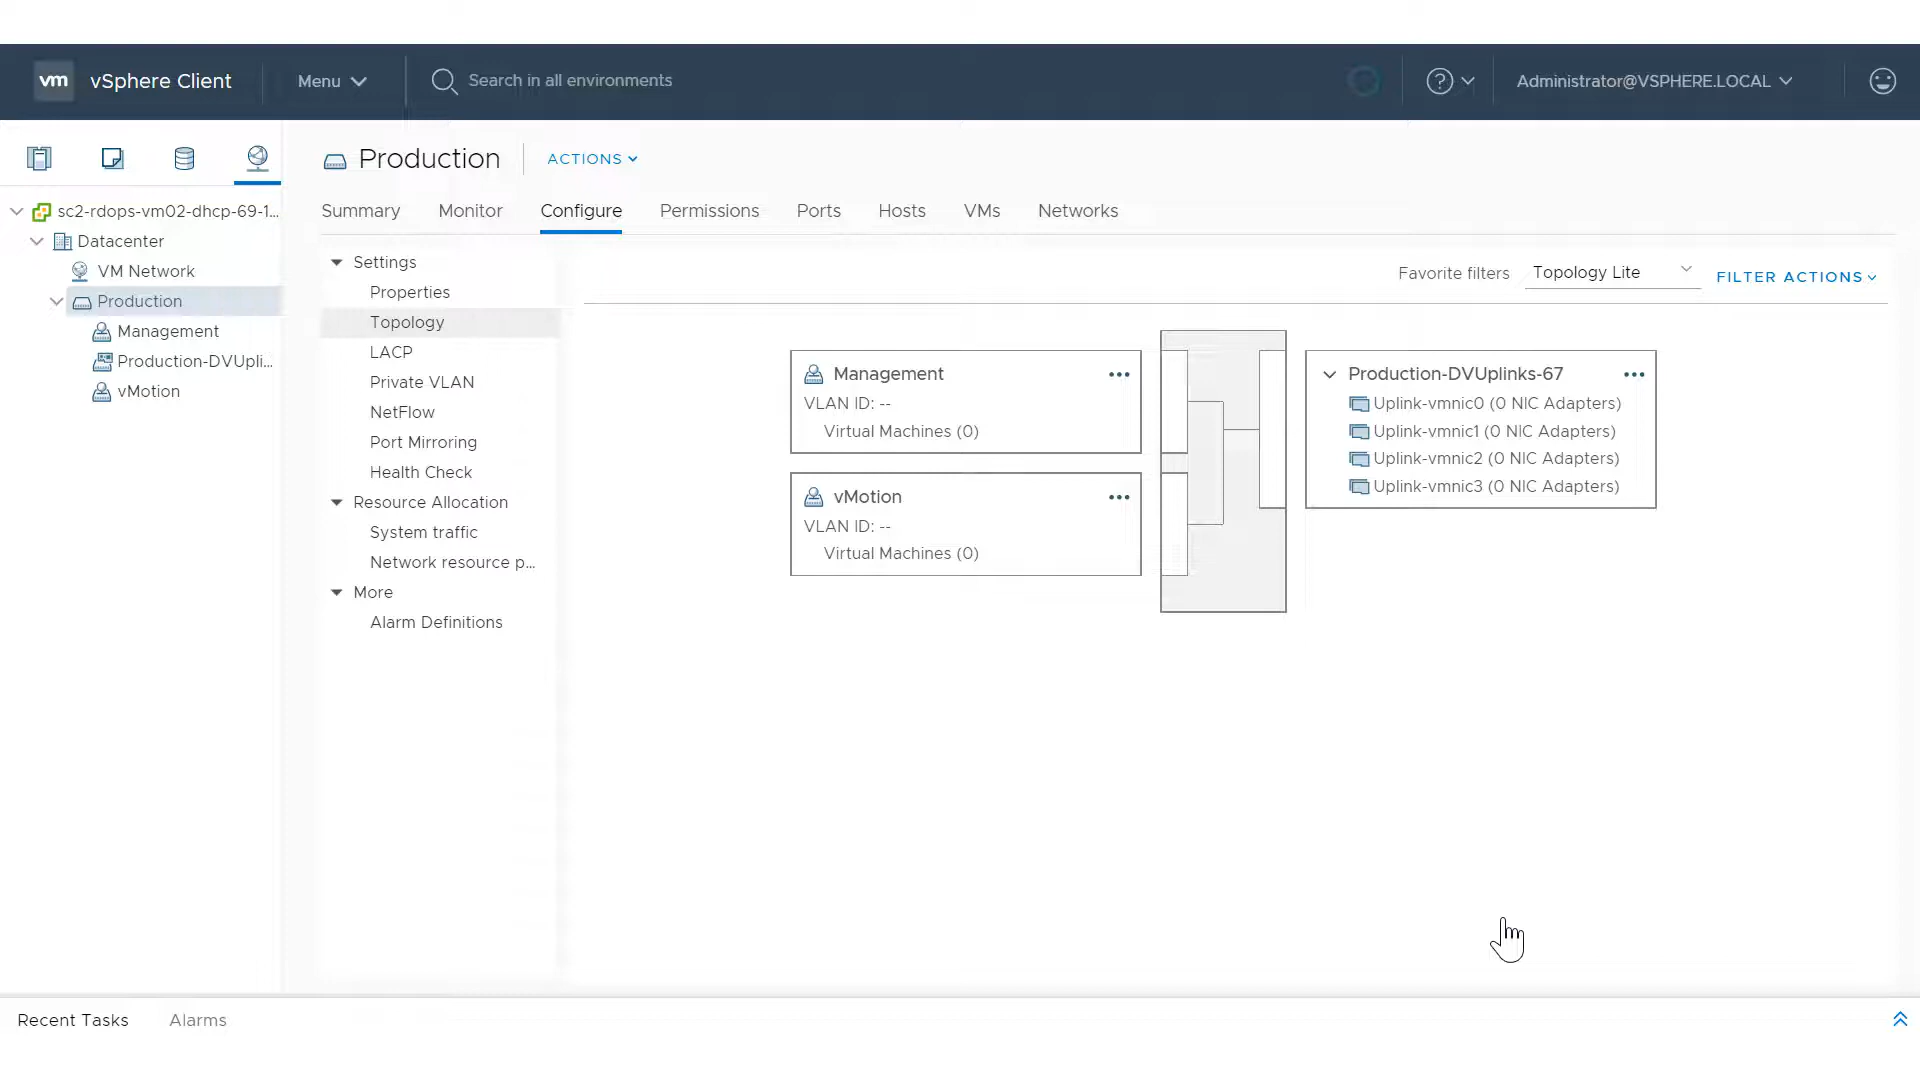 vm vSphere Client Menu Search in all environments Administrator@VSPHERE.LOCAL
Production ACTIONS
Summary Monitor Configure Permissions Ports Hosts VMs Networks
sc2-rdops-vm02-dhcp-69-1...
Datacenter
VM Network
Production
Management
Production-DVUpli...
vMotion
Settings
Properties
Topology
LACP
Private VLAN
NetFlow
Port Mirroring
Health Check
Resource Allocation
System traffic
Network resource p...
More
Alarm Definitions
Favorite filters Topology Lite FILTER ACTIONS
Management
VLAN ID: --
Virtual Machines (0)
vMotion
VLAN ID: --
Virtual Machines (0)
Production-DVUplinks-67
Uplink-vmnic0 (0 NIC Adapters)
Uplink-vmnic1 (0 NIC Adapters)
Uplink-vmnic2 (0 NIC Adapters)
Uplink-vmnic3 (0 NIC Adapters)
Recent Tasks Alarms